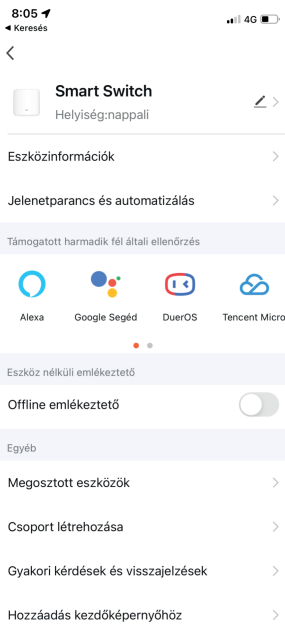 8:05
◀ Keresés
4G
Smart Switch
Helyiség:nappali
Eszközinformációk
Jelenetparancs és automatizálás
Támogatott harmadik fél általi ellenőrzés
Alexa
Google Segéd
DuerOS
Tencent Micro
Eszköz nélküli emlékeztető
Offline emlékeztető
Egyéb
Megosztott eszközök
Csoport létrehozása
Gyakori kérdések és visszajelzések
Hozzáadás kezdőképernyőhöz